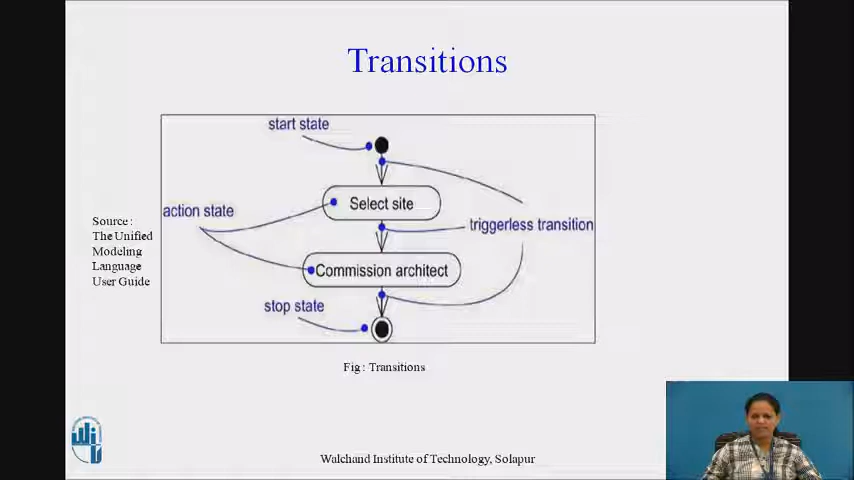 Transitions
start state
action state
Select site
triggerless transition
Source :
The Unified
Modeling
Language
User Guide
Commission architect
stop state
Fig : Transitions
Walchand Institute of Technology, Solapur